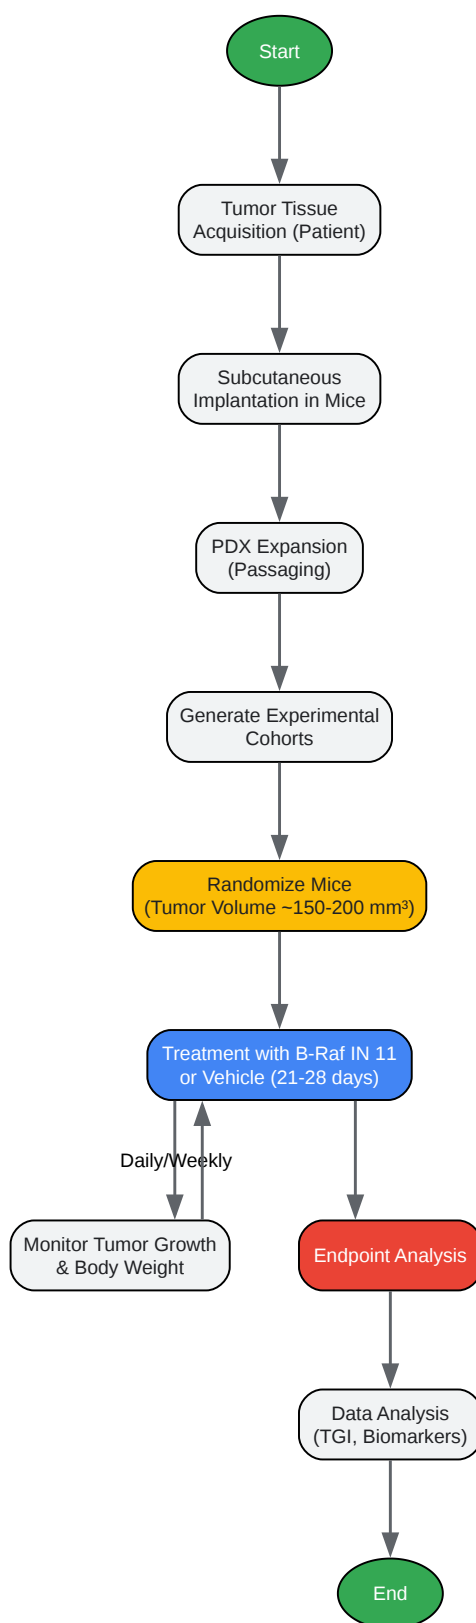 Start
Tumor Tissue
Acquisition (Patient)
Subcutaneous
Implantation in Mice
PDX Expansion
(Passaging)
Generate Experimental
Cohorts
Randomize Mice
(Tumor Volume ~150-200 mm³)
Treatment with B-Raf IN 11
or Vehicle (21-28 days)
Daily/Weekly
Monitor Tumor Growth
& Body Weight
Endpoint Analysis
Data Analysis
(TGI, Biomarkers)
End